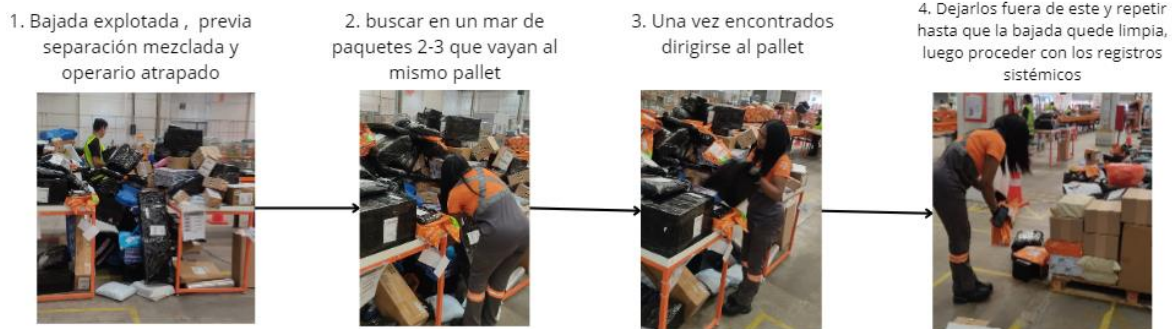 1. Bajada explotada , previa
separación mezclada y
operario atrapado
2. buscar en un mar de
paquetes 2-3 que vayan al
mismo pallet
3. Una vez encontrados
dirigirse al pallet
4. Dejarlos fuera de este y repetir
hasta que la bajada quede limpia,
luego proceder con los registros
sistémicos